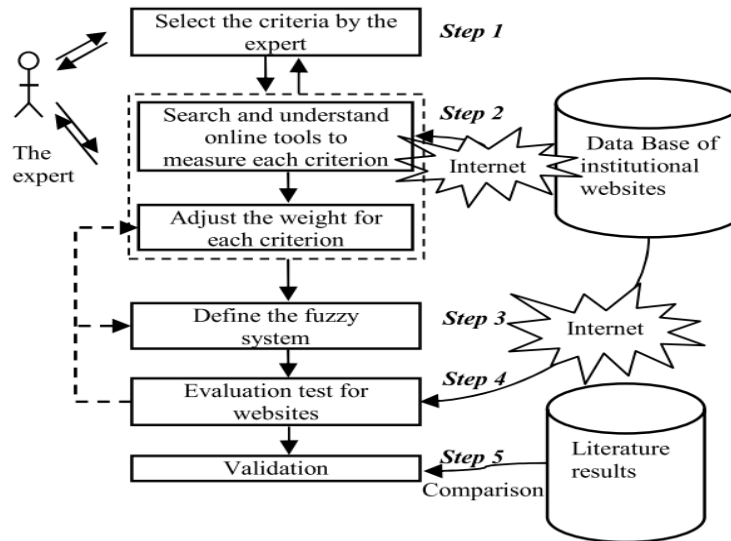 Select the criteria by the
expert
Step 1
The
expert
Search and understand
online tools to
measure each criterion
Step 2
Internet
Data Base of
institutional
websites
Adjust the weight for
each criterion
Define the fuzzy
system
Step 3
Internet
Evaluation test for
websites
Step 4
Validation
Step 5
Comparison
Literature
results